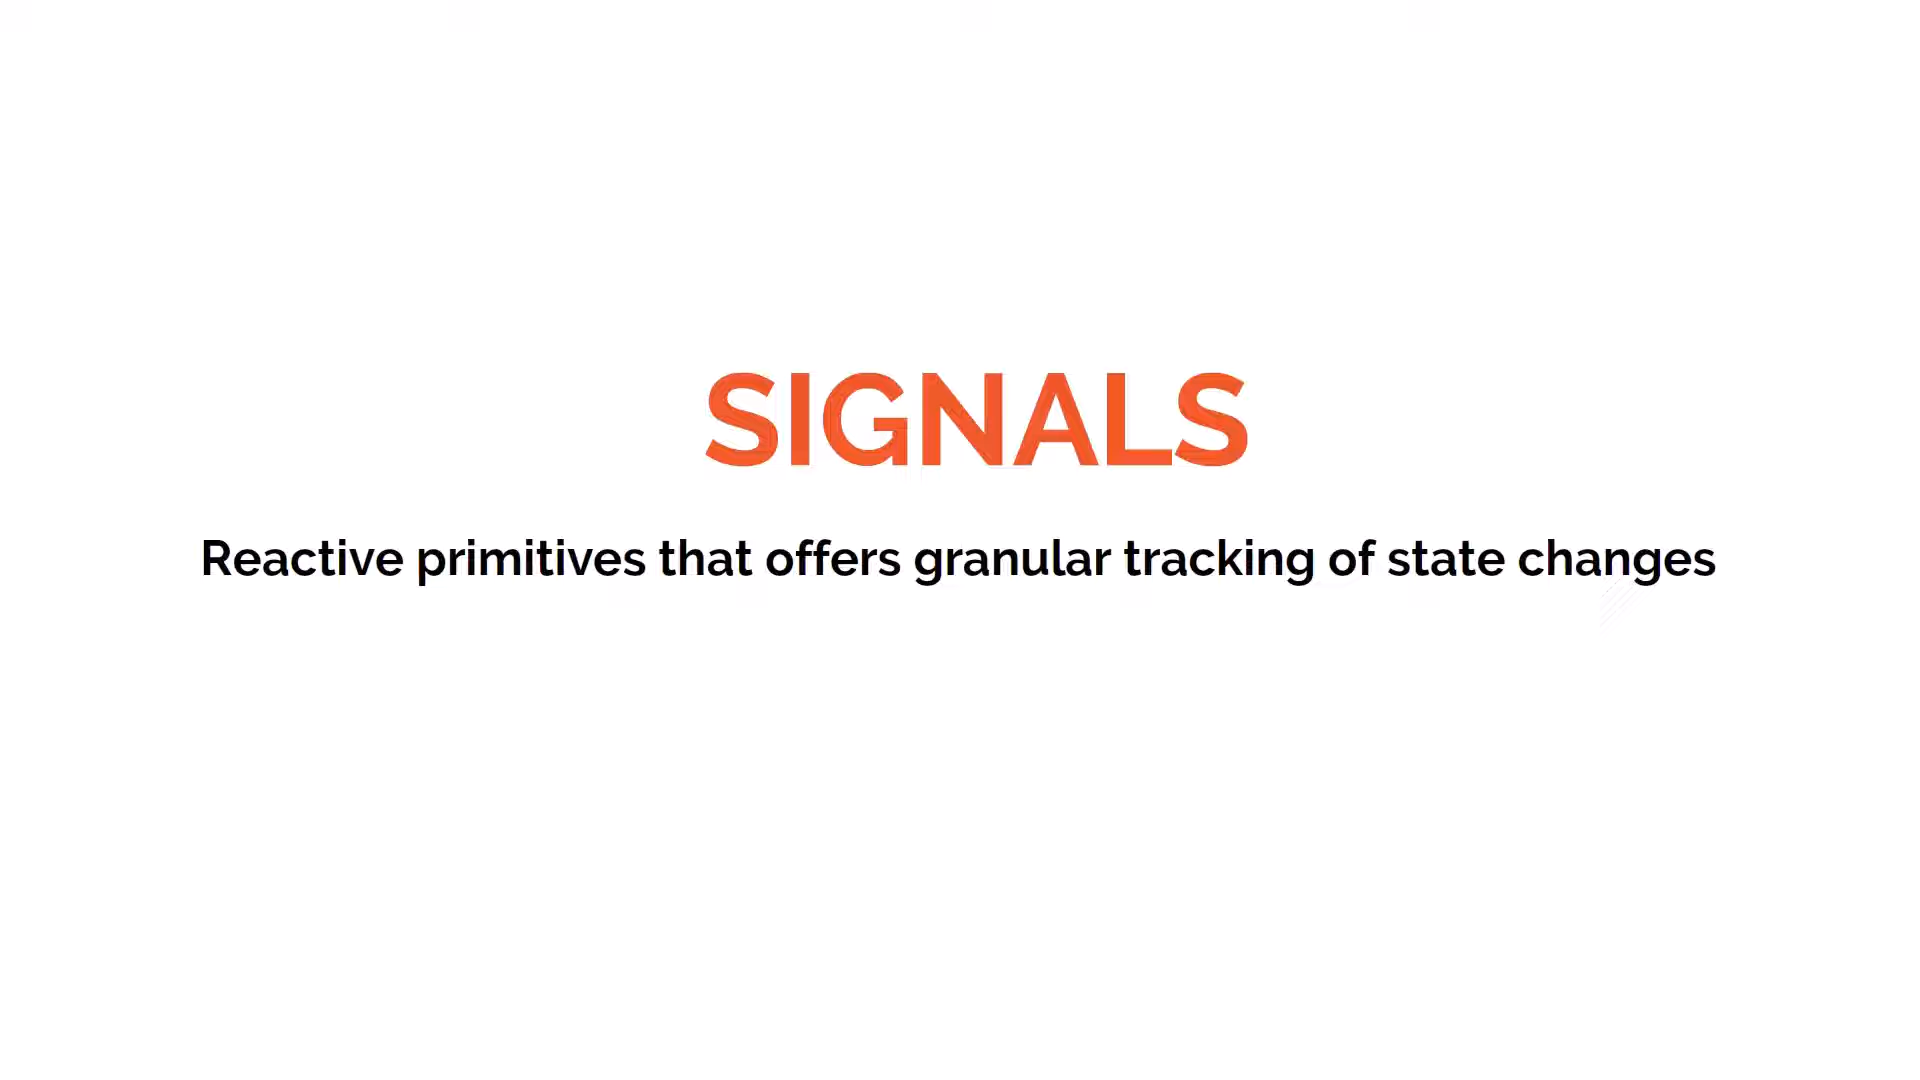 SIGNALS
Reactive primitives that offers granular tracking of state changes